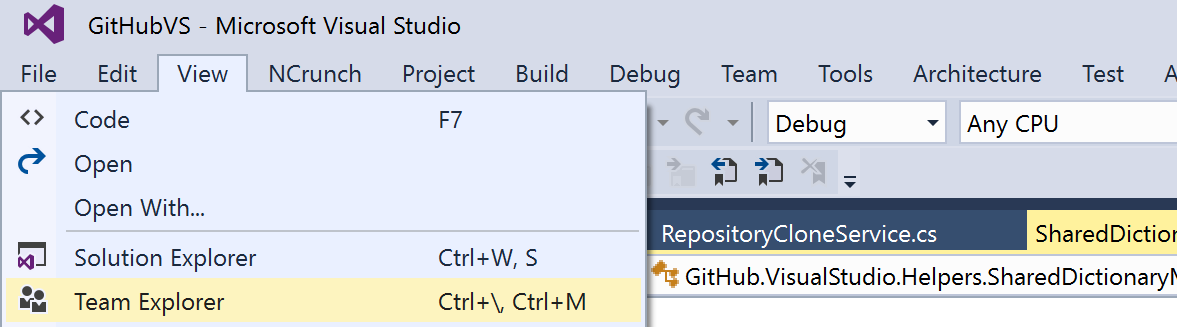 GitHubVS - Microsoft Visual Studio
File Edit View NCrunch Project Build Debug Team Tools Architecture Test
Code F7
Debug Any CPU
Open
Open With...
RepositoryCloneService.cs SharedDiction
Solution Explorer Ctrl+W, S
GitHub.VisualStudio.Helpers.SharedDictionaryM
Team Explorer Ctrl+\, Ctrl+M